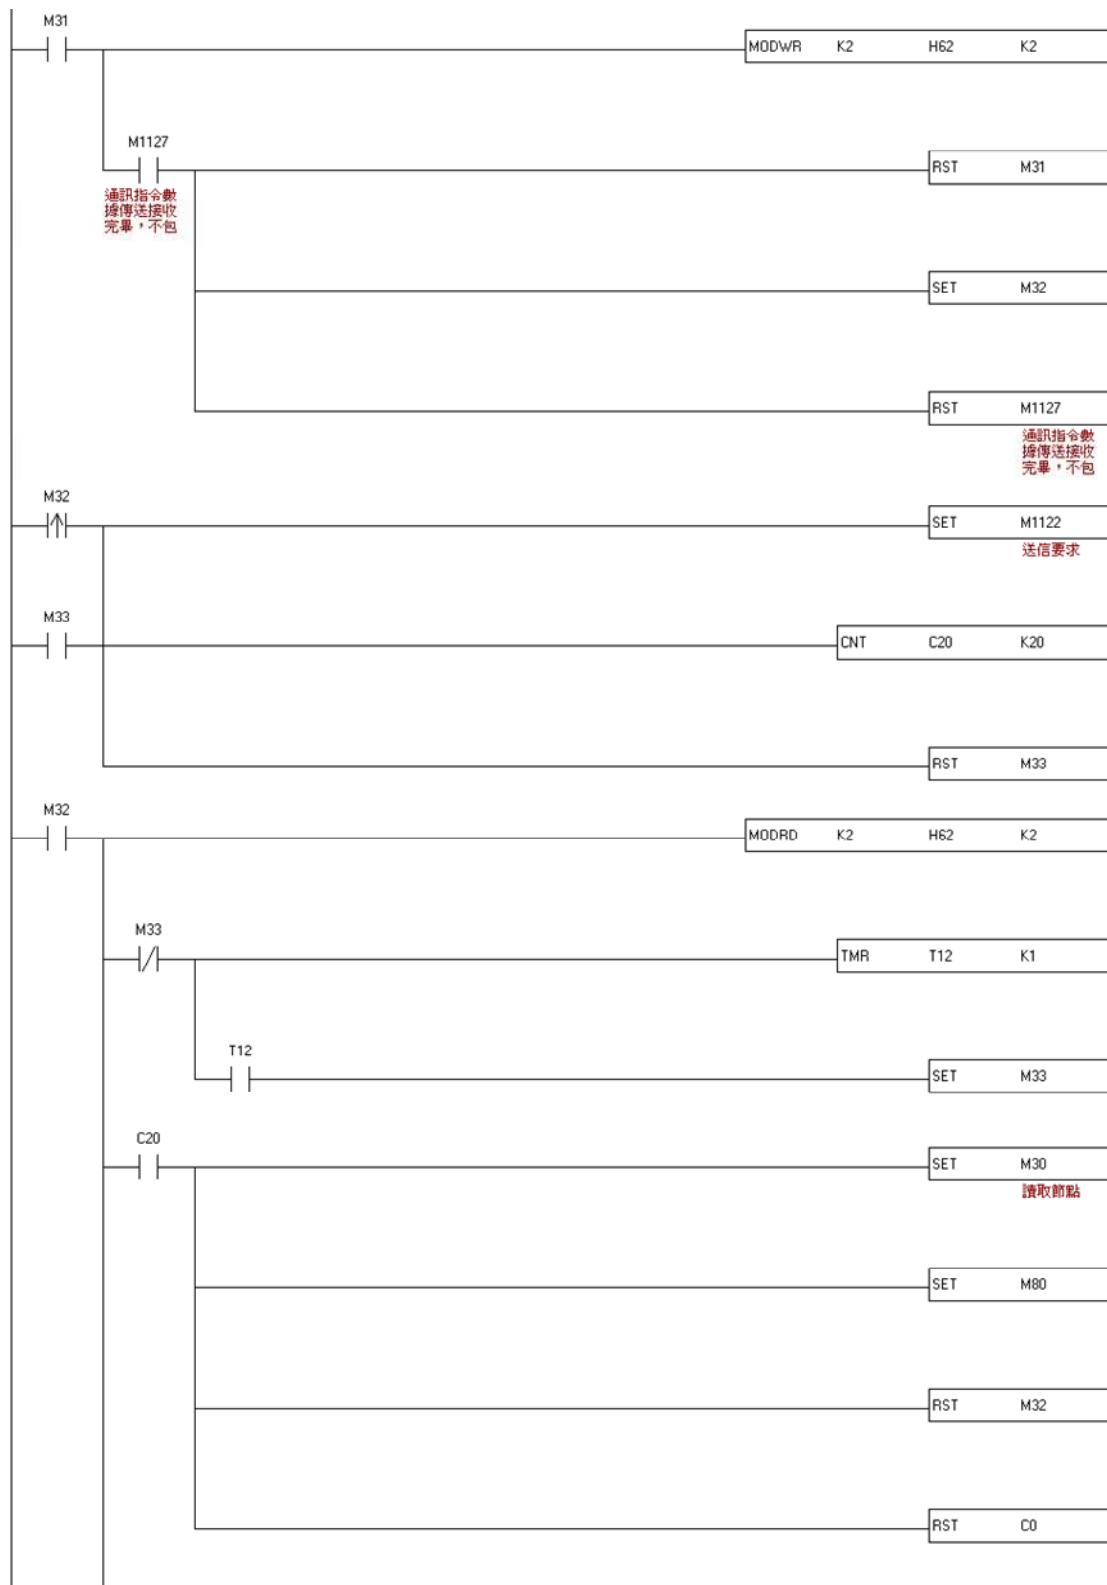 M31
MODWR K2 H62 K2
M1127
通訊指令數
據傳送接收
完畢，不包
RST M31
SET M32
RST M1127
通訊指令數
據傳送接收
完畢，不包
M32
SET M1122
送信要求
M33
CNT C20 K20
RST M33
M32
MODRD K2 H62 K2
M33
TMR T12 K1
T12
SET M33
C20
SET M30
讀取節點
SET M80
RST M32
RST C0